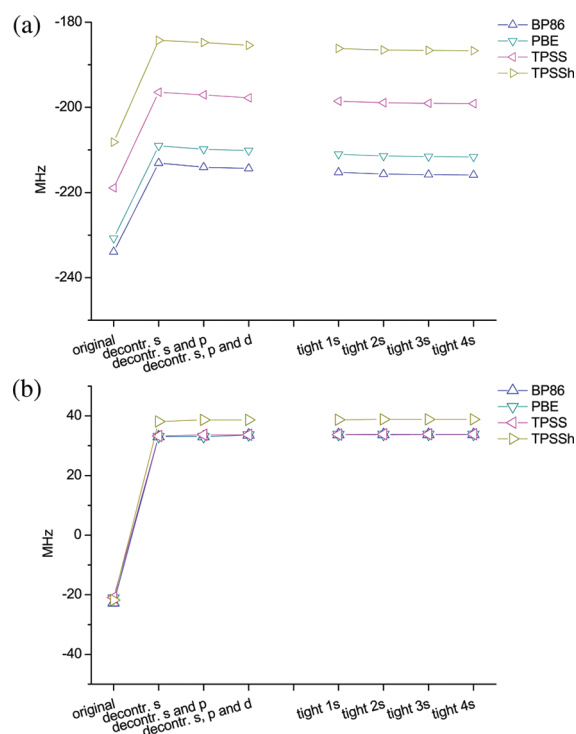 (a)
-180
-200
-220
-240
MHz
original
decontr. s
decontr. s and p
decontr. s, p and d
tight 1s
tight 2s
tight 3s
tight 4s
BP86
PBE
TPSS
TPSSh
(b)
40
20
0
-20
-40
MHz
original
decontr. s
decontr. s and p
decontr. s, p and d
tight 1s
tight 2s
tight 3s
tight 4s
BP86
PBE
TPSS
TPSSh